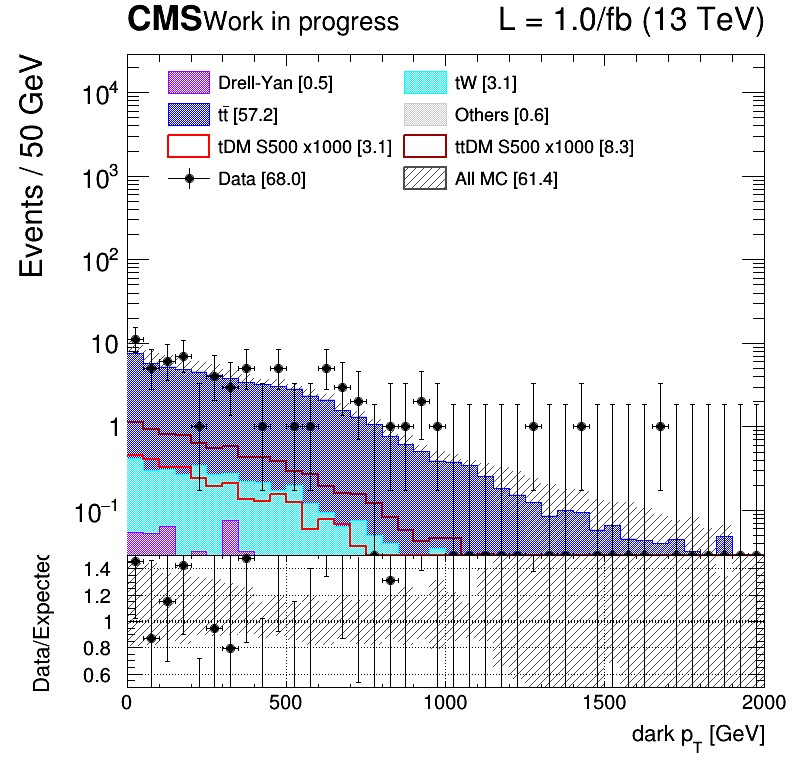 CMS Work in progress L = 1.0/fb (13 TeV)
Events / 50 GeV
Drell-Yan [0.5] tW [3.1]
tt̄ [57.2] Others [0.6]
tDM S500 x1000 [3.1] ttDM S500 x1000 [8.3]
Data [68.0] All MC [61.4]
10⁴
10³
10²
10
1
10⁻¹
Data/Expected
1.4
1.2
1
0.8
0.6
0 500 1000 1500 2000
dark p_T [GeV]